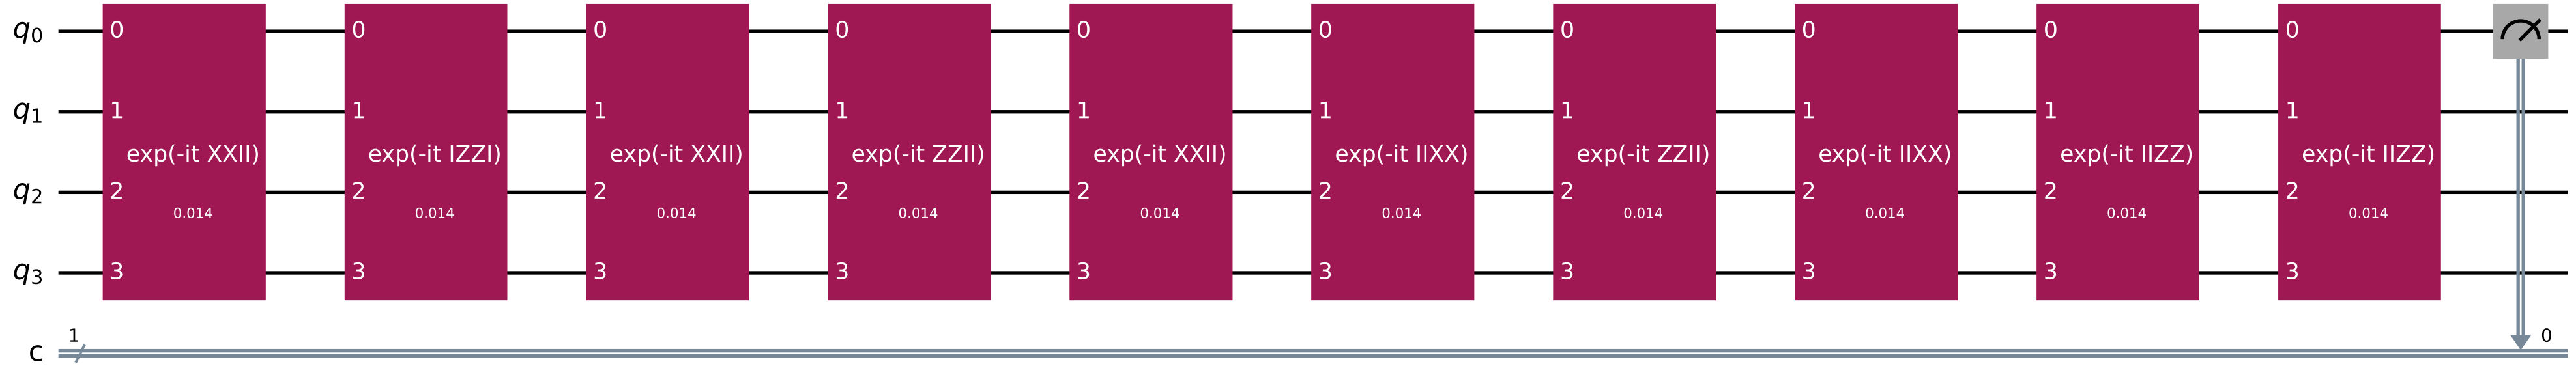 q0 0 0 0 0 0 0 0 0 0 0
q1 1 1 1 1 1 1 1 1 1 1
exp(-it XXII) exp(-it IZZI) exp(-it XXII) exp(-it ZZII) exp(-it XXII) exp(-it IIXX) exp(-it ZZII) exp(-it IIXX) exp(-it IIZZ) exp(-it IIZZ)
q2 2 2 2 2 2 2 2 2 2 2
0.014 0.014 0.014 0.014 0.014 0.014 0.014 0.014 0.014 0.014
q3 3 3 3 3 3 3 3 3 3 3
1 0
c